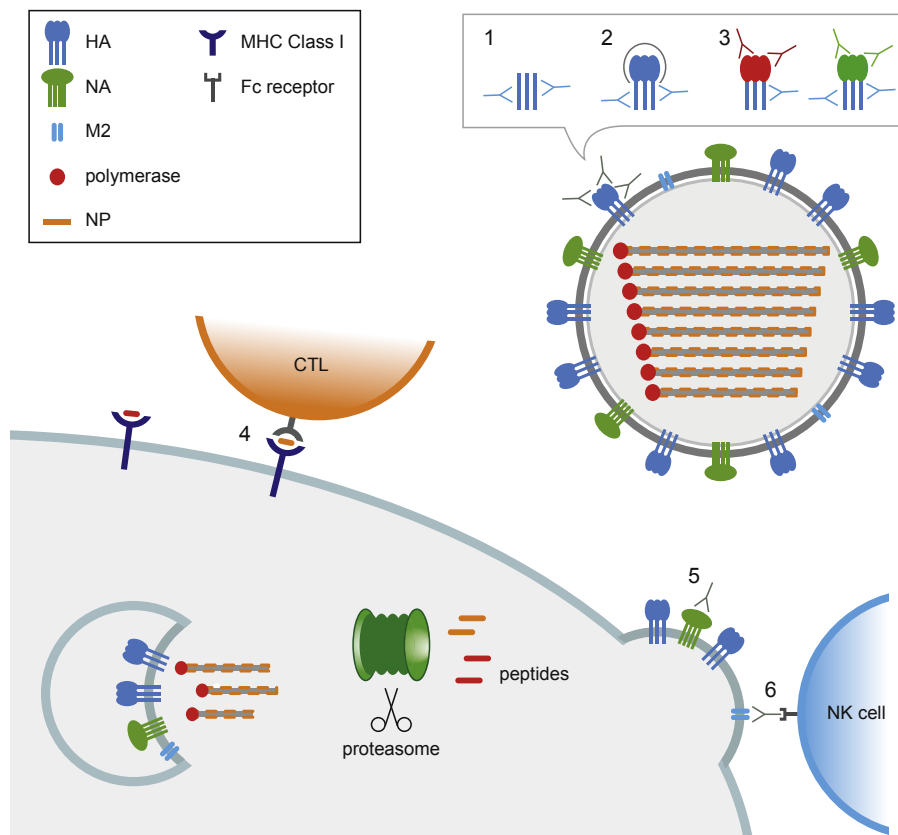 HA
MHC Class I
NA
Fc receptor
M2
polymerase
NP
1
2
3
CTL
4
5
peptides
6
NK cell
proteasome